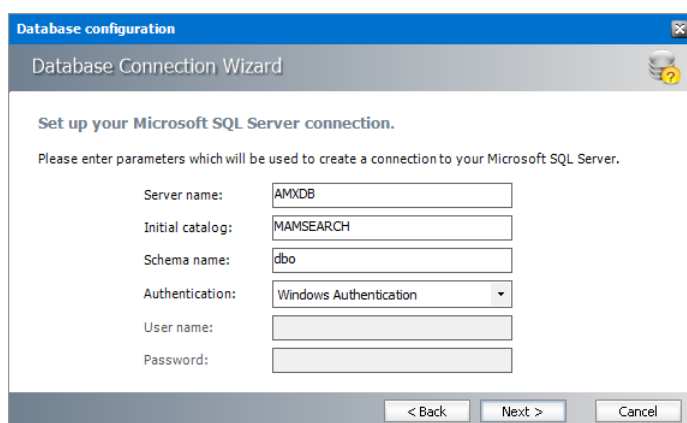 Database configuration
Database Connection Wizard
Set up your Microsoft SQL Server connection.
Please enter parameters which will be used to create a connection to your Microsoft SQL Server.
Server name: AMXDB
Initial catalog: MAMSEARCH
Schema name: dbo
Authentication: Windows Authentication
User name:
Password:
< Back Next > Cancel